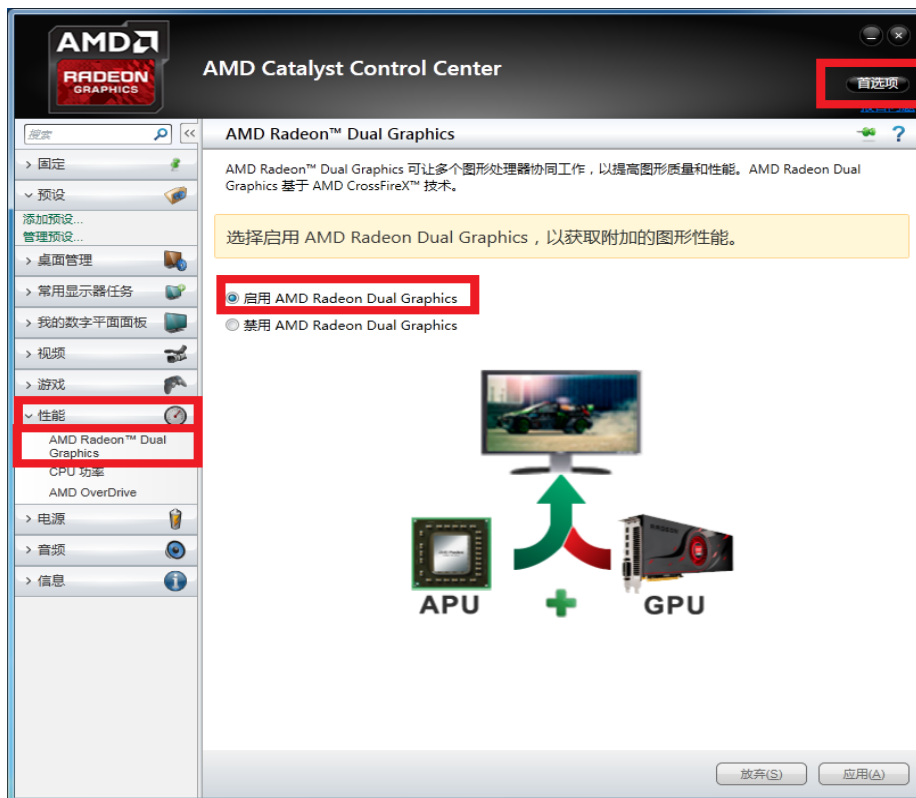 AMD
RADEON
GRAPHICS
AMD Catalyst Control Center
首选项
搜索
AMD Radeon™ Dual Graphics
?
固定
预设
添加预设...
管理预设...
桌面管理
常用显示器任务
我的数字平面面板
视频
游戏
性能
AMD Radeon™ Dual
Graphics
CPU 功率
AMD OverDrive
电源
音频
信息
AMD Radeon™ Dual Graphics 可让多个图形处理器协同工作，以提高图形质量和性能。AMD Radeon Dual
Graphics 基于 AMD CrossFireX™ 技术。
选择启用 AMD Radeon Dual Graphics，以获取附加的图形性能。
启用 AMD Radeon Dual Graphics
禁用 AMD Radeon Dual Graphics
RADEON
APU
GPU
放弃(S)
应用(A)